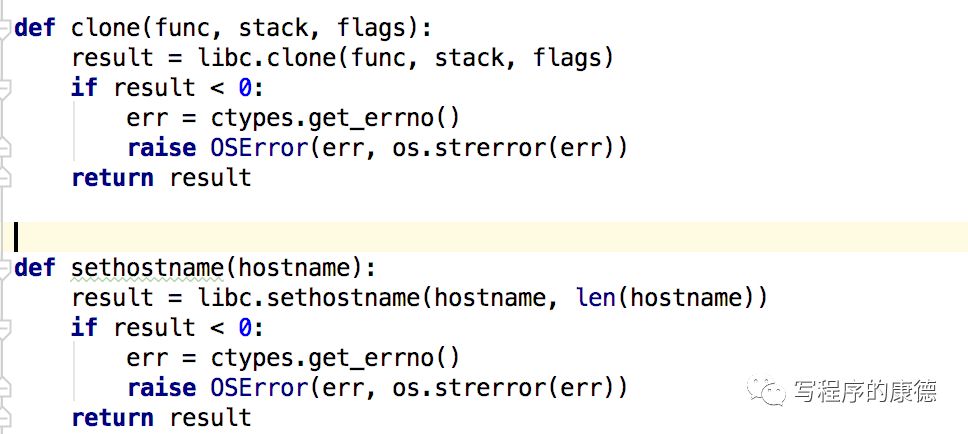 def clone(func, stack, flags):
    result = libc.clone(func, stack, flags)
    if result < 0:
        err = ctypes.get_errno()
        raise OSError(err, os.strerror(err))
    return result
def sethostname(hostname):
    result = libc.sethostname(hostname, len(hostname))
    if result < 0:
        err = ctypes.get_errno()
        raise OSError(err, os.strerror(err))
    return result
写程序的康德